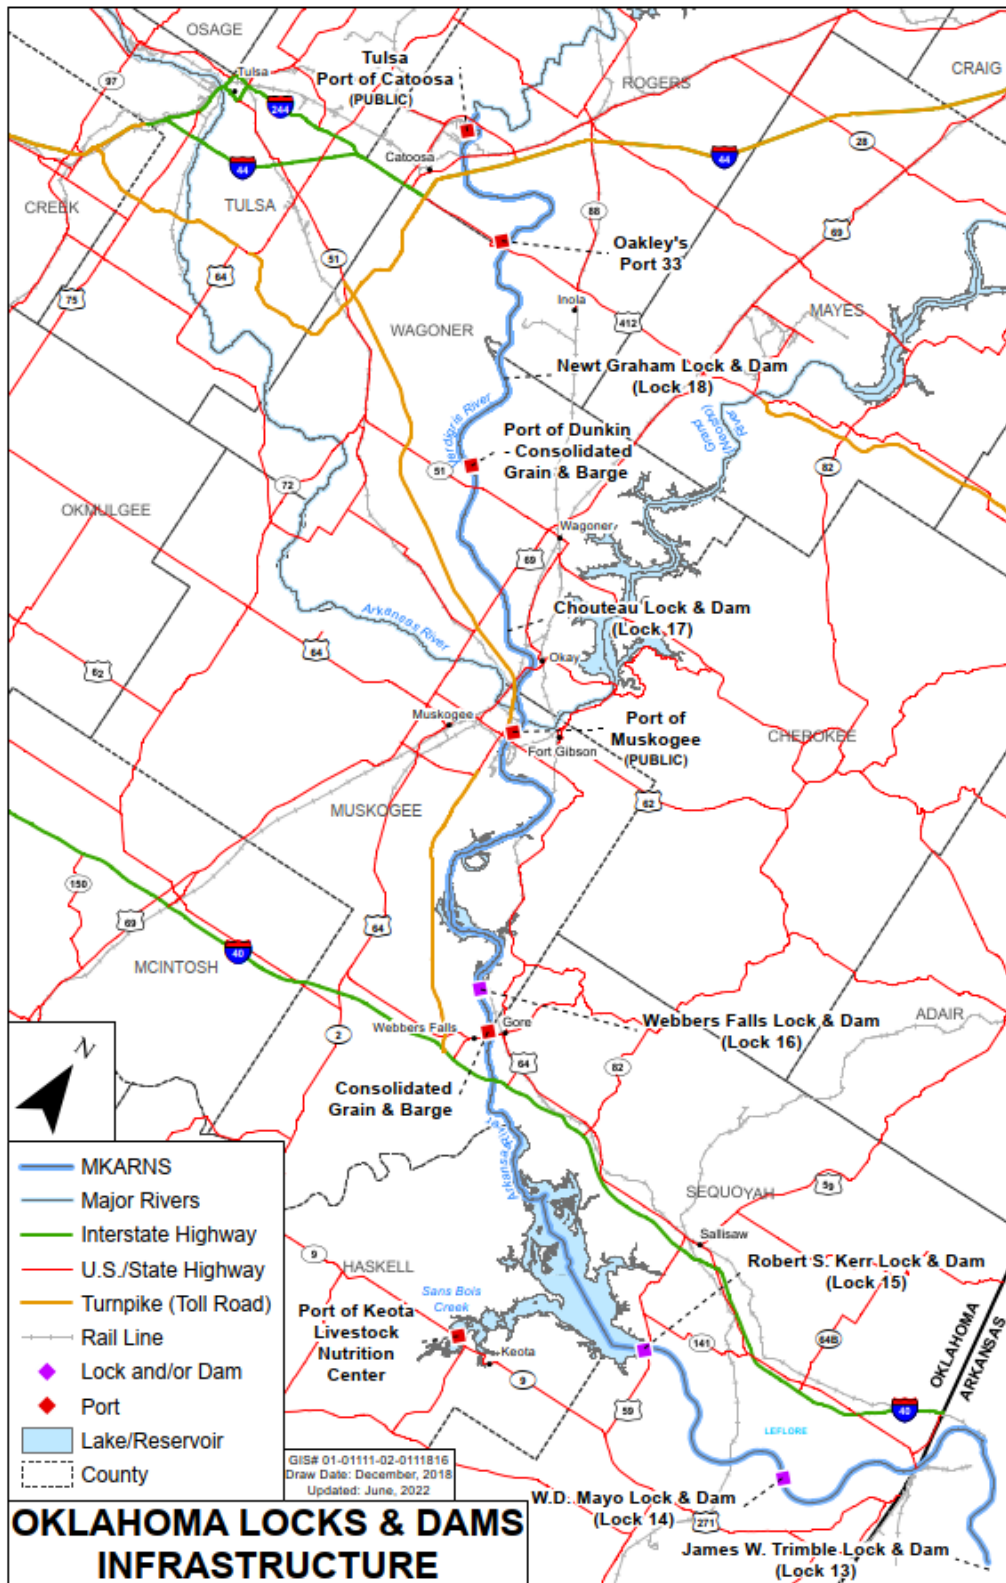 OSAGE
Tulsa
Port of Catoosa
(PUBLIC)
ROGERS
CRAIG
97
Tulsa
244
44
Catoosa
44
28
CREEK
TULSA
88
69
51
64
75
Oakley's
Port 33
Inola
412
MAYES
WAGONER
Newt Graham Lock & Dam
(Lock 18)
Verdigris River
Grand
(Neosho)
River
Port of Dunkin
- Consolidated
Grain & Barge
51
82
72
OKMULGEE
Wagoner
69
Chouteau Lock & Dam
(Lock 17)
Arkansas River
64
62
Okay
Muskogee
Port of
Muskogee
(PUBLIC)
Fort Gibson
CHEROKEE
62
MUSKOGEE
150
69
64
40
MCINTOSH
ADAIR
Webbers Falls
Gore
Webbers Falls Lock & Dam
(Lock 16)
2
64
82
Consolidated
Grain & Barge
N
Arkansas River
59
SEQUOYAH
Sallisaw
9
HASKELL
Robert S. Kerr Lock & Dam
(Lock 15)
Sans Bois
Creek
Port of Keota
Livestock
Nutrition
Center
Keota
9
141
64B
59
40
OKLAHOMA
ARKANSAS
LEFLORE
W.D. Mayo Lock & Dam
(Lock 14)
271
James W. Trimble Lock & Dam
(Lock 13)
MKARNS
Major Rivers
Interstate Highway
U.S./State Highway
Turnpike (Toll Road)
Rail Line
Lock and/or Dam
Port
Lake/Reservoir
County
GIS# 01-01111-02-0111816
Draw Date: December, 2018
Updated: June, 2022
OKLAHOMA LOCKS & DAMS
INFRASTRUCTURE